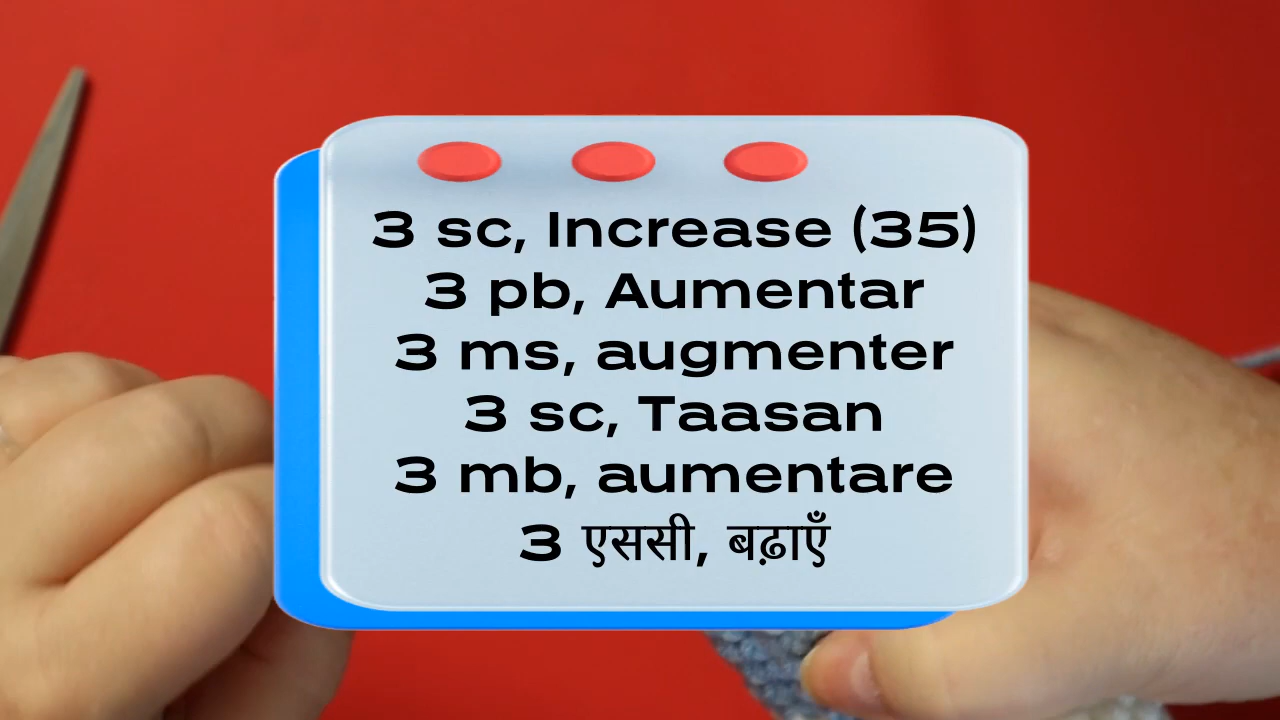 3 sc, Increase (35)
3 pb, Aumentar
3 ms, augmenter
3 sc, Taasan
3 mb, aumentare
3 एससी, बढ़ाएँ